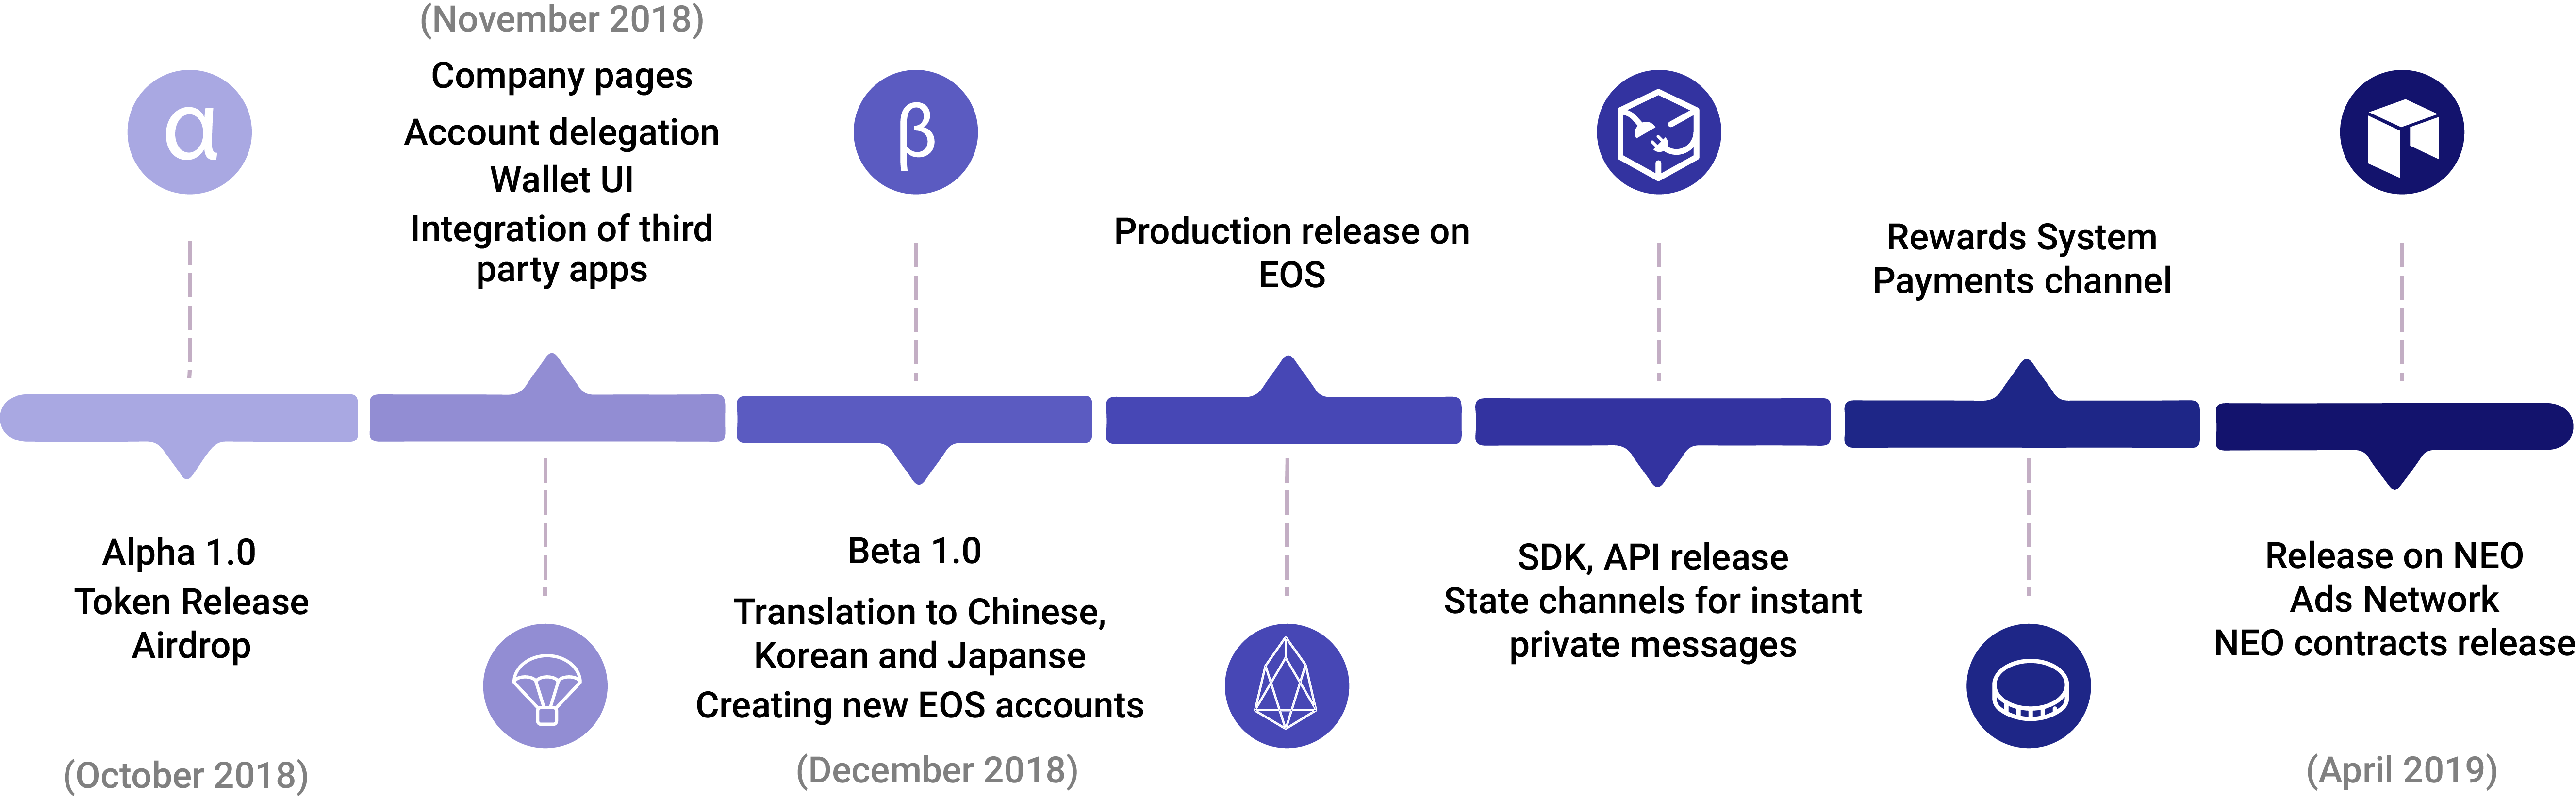 α
Alpha 1.0
Token Release
Airdrop
(October 2018)
(November 2018)
Company pages
Account delegation
Wallet UI
Integration of third
party apps
β
Beta 1.0
Translation to Chinese,
Korean and Japanse
Creating new EOS accounts
(December 2018)
Production release on
EOS
SDK, API release
State channels for instant
private messages
Rewards System
Payments channel
Release on NEO
Ads Network
NEO contracts release
(April 2019)